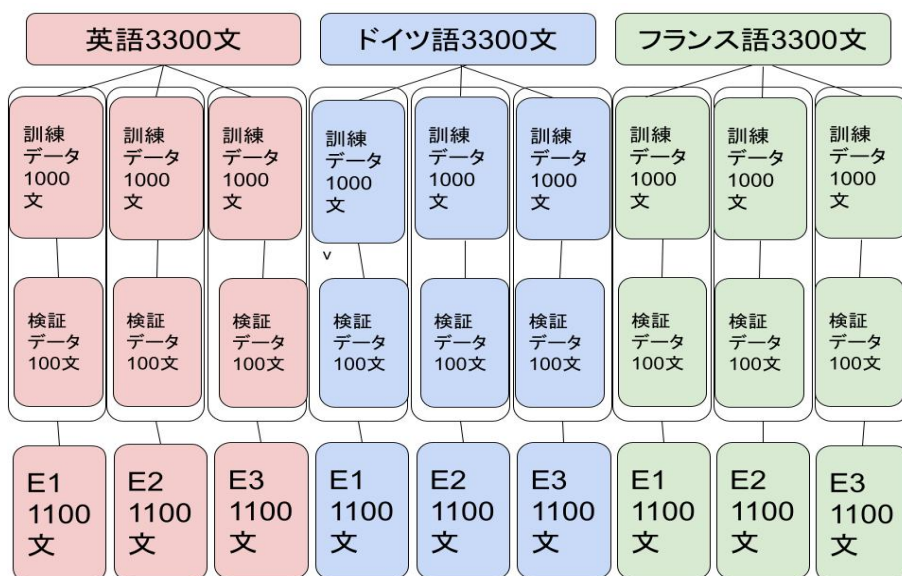 英語3300文
ドイツ語3300文
フランス語3300文
訓練
データ
1000
文
訓練
データ
1000
文
訓練
データ
1000
文
訓練
データ
1000
文
訓練
データ
1000
文
訓練
データ
1000
文
訓練
データ
1000
文
訓練
データ
1000
文
訓練
データ
1000
文
v
検証
データ
100文
検証
データ
100文
検証
データ
100文
検証
データ
100文
検証
データ
100文
検証
データ
100文
検証
データ
100文
検証
データ
100文
検証
データ
100文
E1
1100
文
E2
1100
文
E3
1100
文
E1
1100
文
E2
1100
文
E3
1100
文
E1
1100
文
E2
1100
文
E3
1100
文